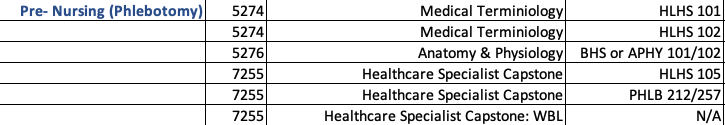 Pre- Nursing (Phlebotomy) 5274 Medical Terminiology HLHS 101
5274 Medical Terminiology HLHS 102
5276 Anatomy & Physiology BHS or APHY 101/102
7255 Healthcare Specialist Capstone HLHS 105
7255 Healthcare Specialist Capstone PHLB 212/257
7255 Healthcare Specialist Capstone: WBL N/A